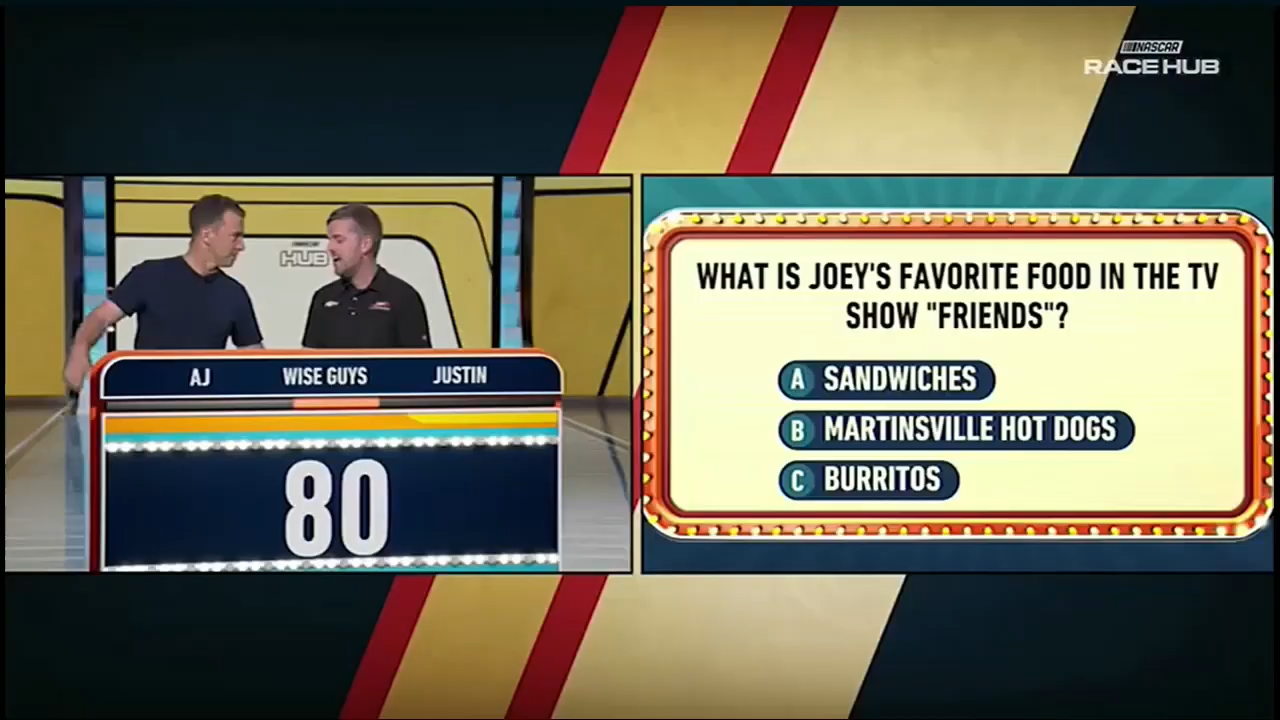 NASCAR
RACE HUB
NASCAR
HUB
AJ
WISE GUYS
JUSTIN
80
WHAT IS JOEY'S FAVORITE FOOD IN THE TV
SHOW "FRIENDS"?
A SANDWICHES
B MARTINSVILLE HOT DOGS
C BURRITOS